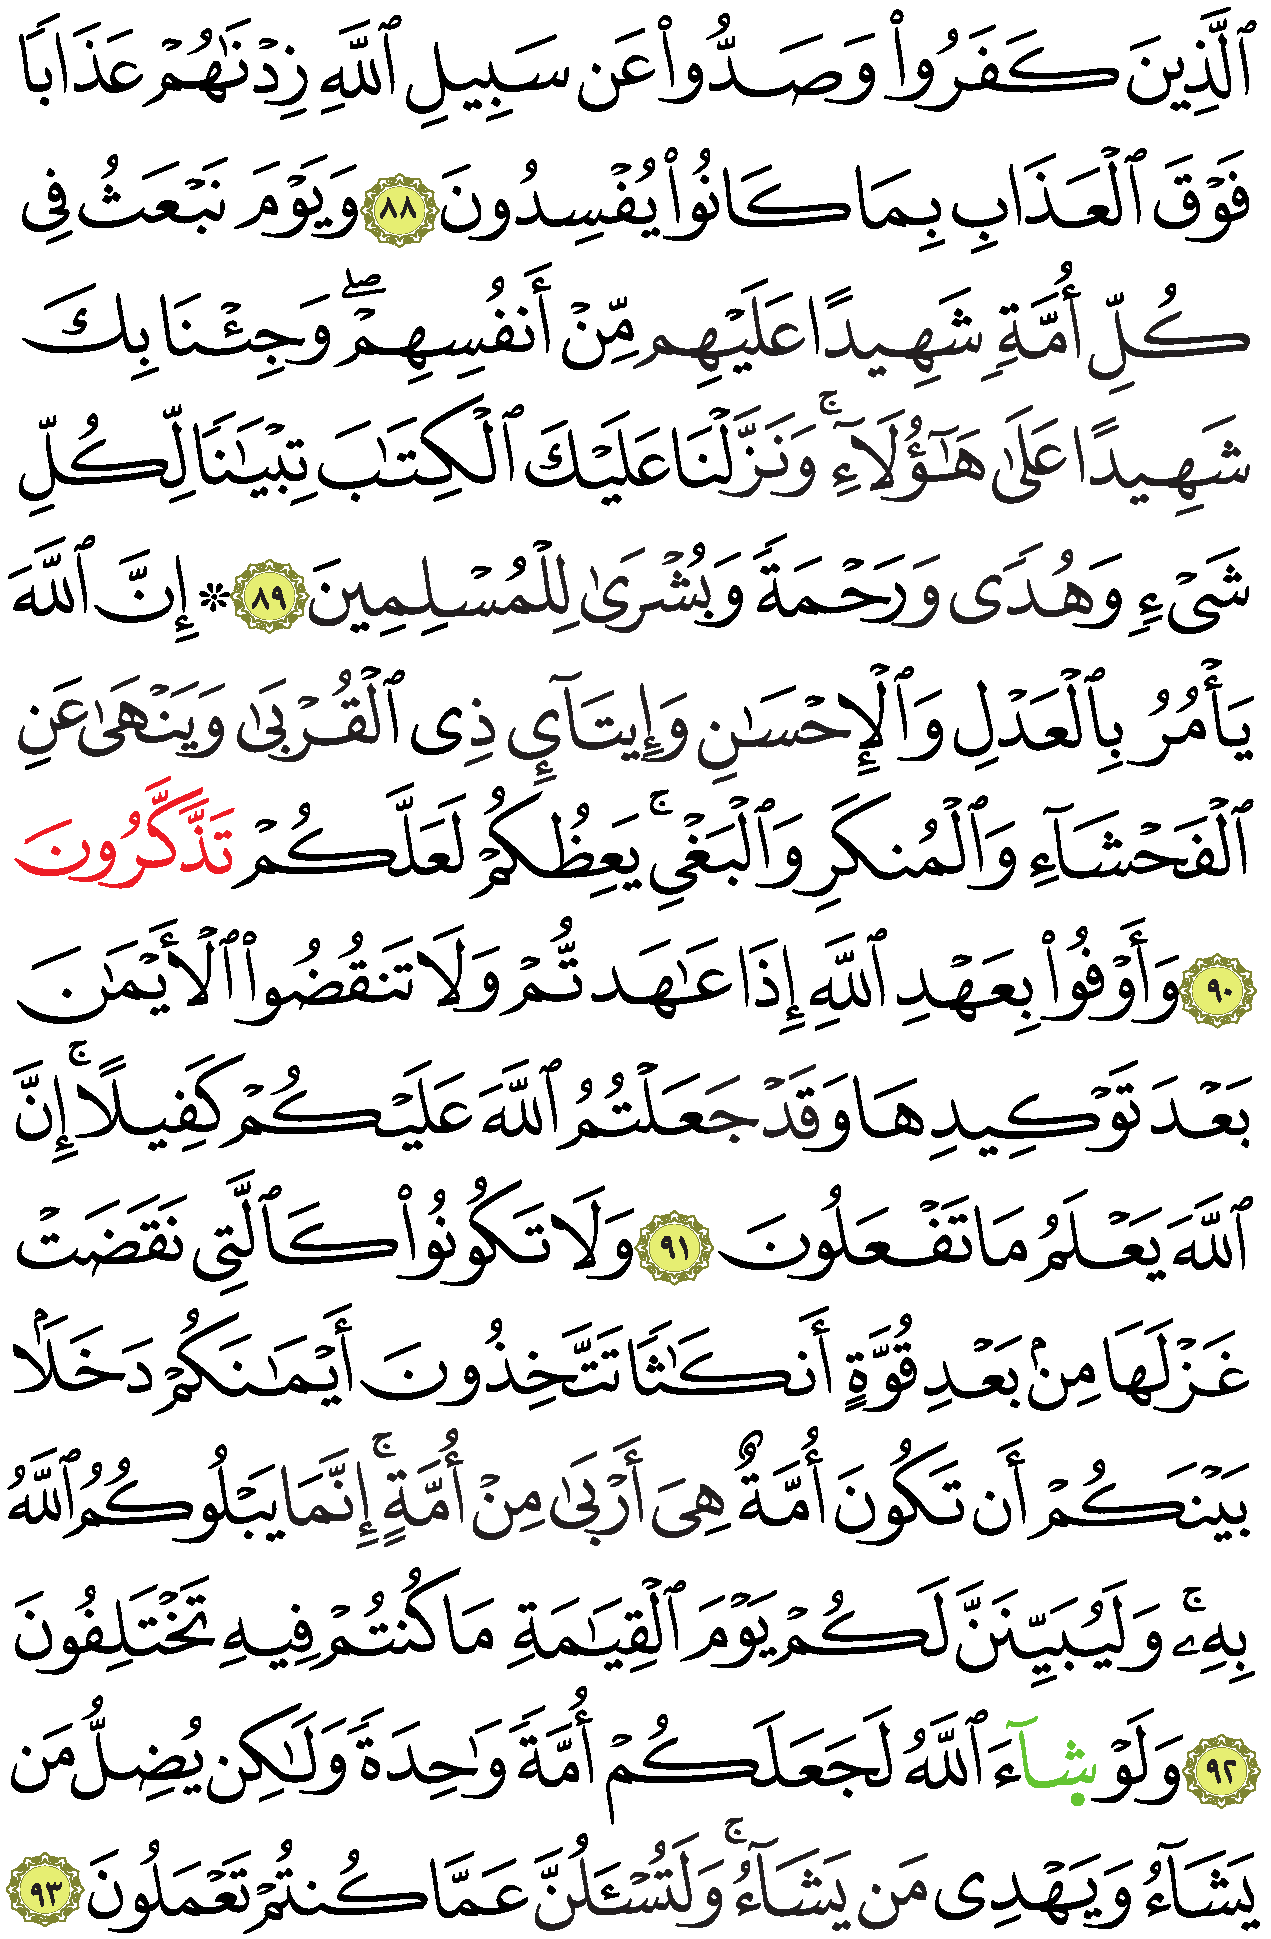 ٱلَّذِينَ كَفَرُوا۟ وَصَدُّوا۟ عَن سَبِيلِ ٱللَّهِ زِدْنَٰهُمْ عَذَابًا
فَوْقَ ٱلْعَذَابِ بِمَا كَانُوا۟ يُفْسِدُونَ ٨٨ وَيَوْمَ نَبْعَثُ فِى
كُلِّ أُمَّةٍ شَهِيدًا عَلَيْهِم مِّنْ أَنفُسِهِمْ ۖ وَجِئْنَا بِكَ
شَهِيدًا عَلَىٰ هَٰٓؤُلَآءِ ۚ وَنَزَّلْنَا عَلَيْكَ ٱلْكِتَٰبَ تِبْيَٰنًا لِّكُلِّ
شَىْءٍ وَهُدًى وَرَحْمَةً وَبُشْرَىٰ لِلْمُسْلِمِينَ ٨٩ ۞ إِنَّ ٱللَّهَ
يَأْمُرُ بِٱلْعَدْلِ وَٱلْإِحْسَٰنِ وَإِيتَآئِ ذِى ٱلْقُرْبَىٰ وَيَنْهَىٰ عَنِ
ٱلْفَحْشَآءِ وَٱلْمُنكَرِ وَٱلْبَغْىِ ۚ يَعِظُكُمْ لَعَلَّكُمْ تَذَّكَّرُونَ
٩٠ وَأَوْفُوا۟ بِعَهْدِ ٱللَّهِ إِذَا عَٰهَدتُّمْ وَلَا تَنقُضُوا۟ ٱلْأَيْمَٰنَ
بَعْدَ تَوْكِيدِهَا وَقَدْ جَعَلْتُمُ ٱللَّهَ عَلَيْكُمْ كَفِيلًا ۚ إِنَّ
ٱللَّهَ يَعْلَمُ مَا تَفْعَلُونَ ٩١ وَلَا تَكُونُوا۟ كَٱلَّتِى نَقَضَتْ
غَزْلَهَا مِنۢ بَعْدِ قُوَّةٍ أَنكَٰثًا تَتَّخِذُونَ أَيْمَٰنَكُمْ دَخَلًۢا
بَيْنَكُمْ أَن تَكُونَ أُمَّةٌ هِىَ أَرْبَىٰ مِنْ أُمَّةٍ ۚ إِنَّمَا يَبْلُوكُمُ ٱللَّهُ
بِهِۦ ۚ وَلَيُبَيِّنَنَّ لَكُمْ يَوْمَ ٱلْقِيَٰمَةِ مَا كُنتُمْ فِيهِ تَخْتَلِفُونَ
٩٢ وَلَوْ شَآءَ ٱللَّهُ لَجَعَلَكُمْ أُمَّةً وَٰحِدَةً وَلَٰكِن يُضِلُّ مَن
يَشَآءُ وَيَهْدِى مَن يَشَآءُ ۚ وَلَتُسْـَٔلُنَّ عَمَّا كُنتُمْ تَعْمَلُونَ ٩٣